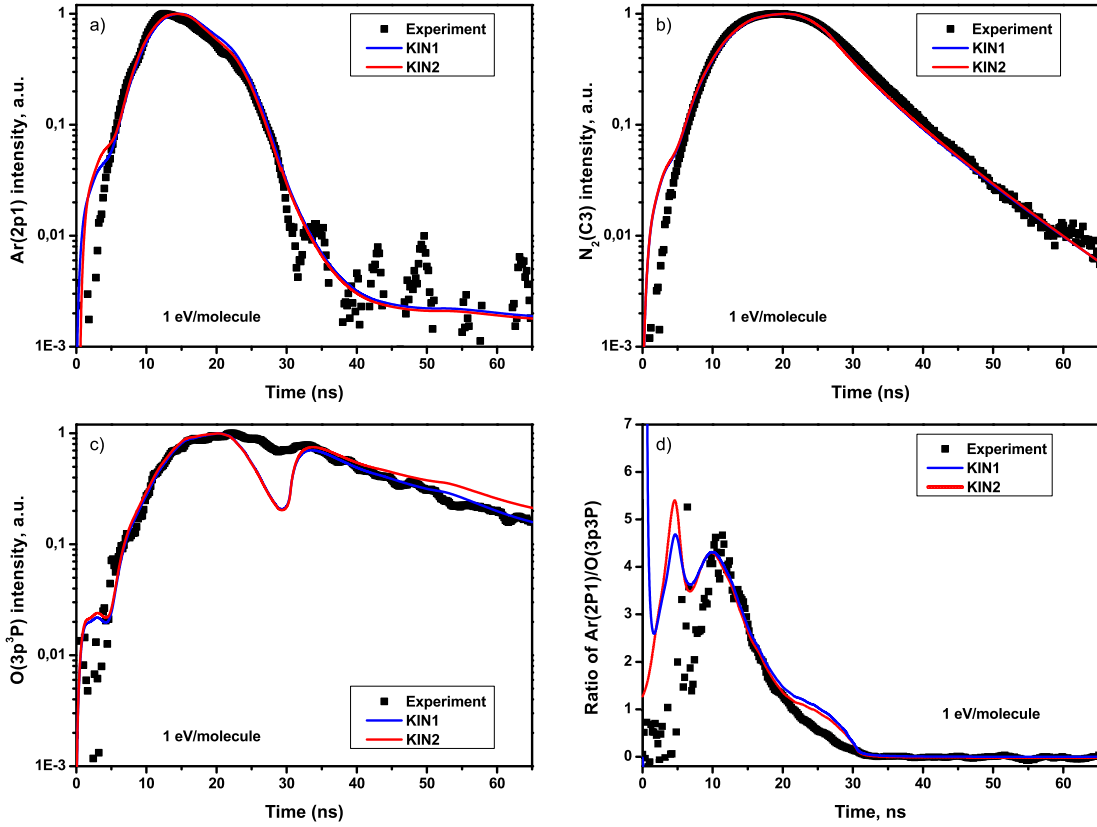 a)
Experiment
KIN1
KIN2
1 eV/molecule
Ar(2p1) intensity, a.u.
1
0,1
0,01
1E-3
0 10 20 30 40 50 60
Time (ns)
b)
Experiment
KIN1
KIN2
1 eV/molecule
N2(C3) intensity, a.u.
1
0,1
0,01
1E-3
0 10 20 30 40 50 60
Time (ns)
c)
Experiment
KIN1
KIN2
1 eV/molecule
O(3p³P) intensity, a.u.
1
0,1
0,01
1E-3
0 10 20 30 40 50 60
Time (ns)
d)
Experiment
KIN1
KIN2
1 eV/molecule
Ratio of Ar(2P1)/O(3p3P)
7
6
5
4
3
2
1
0
0 10 20 30 40 50 60
Time, ns